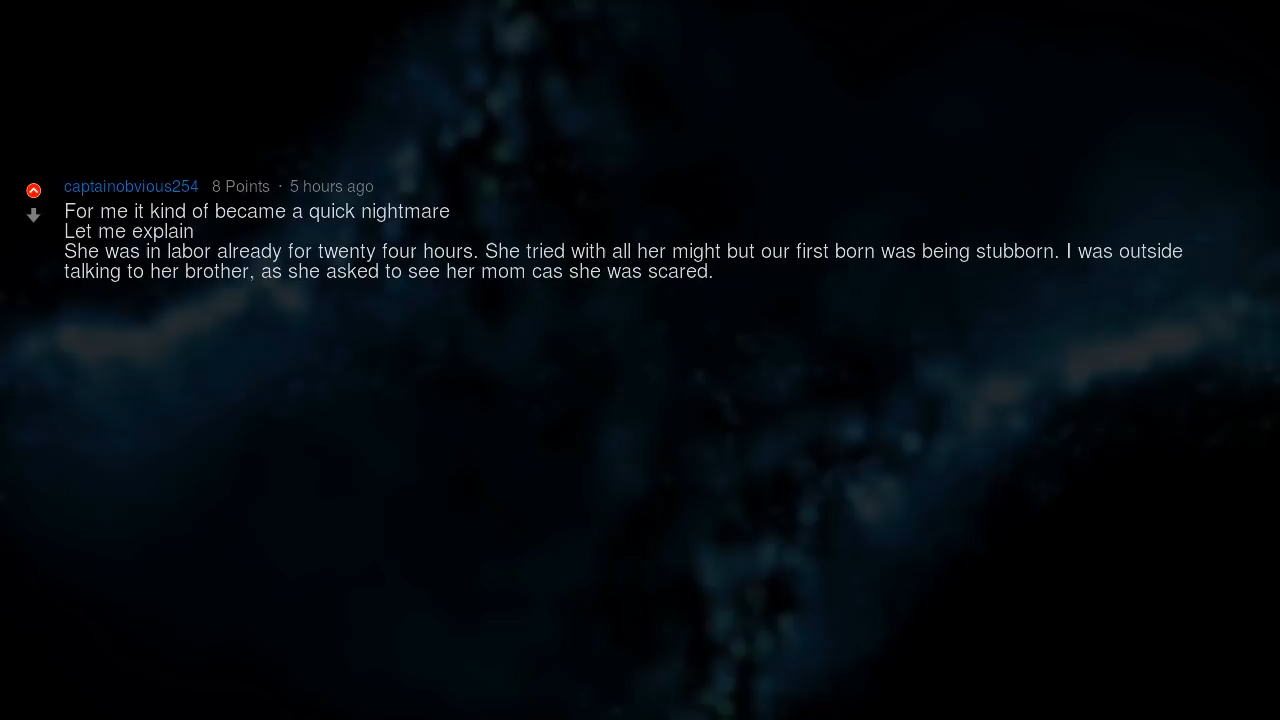 captainobvious254 8 Points · 5 hours ago
For me it kind of became a quick nightmare
Let me explain
She was in labor already for twenty four hours. She tried with all her might but our first born was being stubborn. I was outside
talking to her brother, as she asked to see her mom cas she was scared.